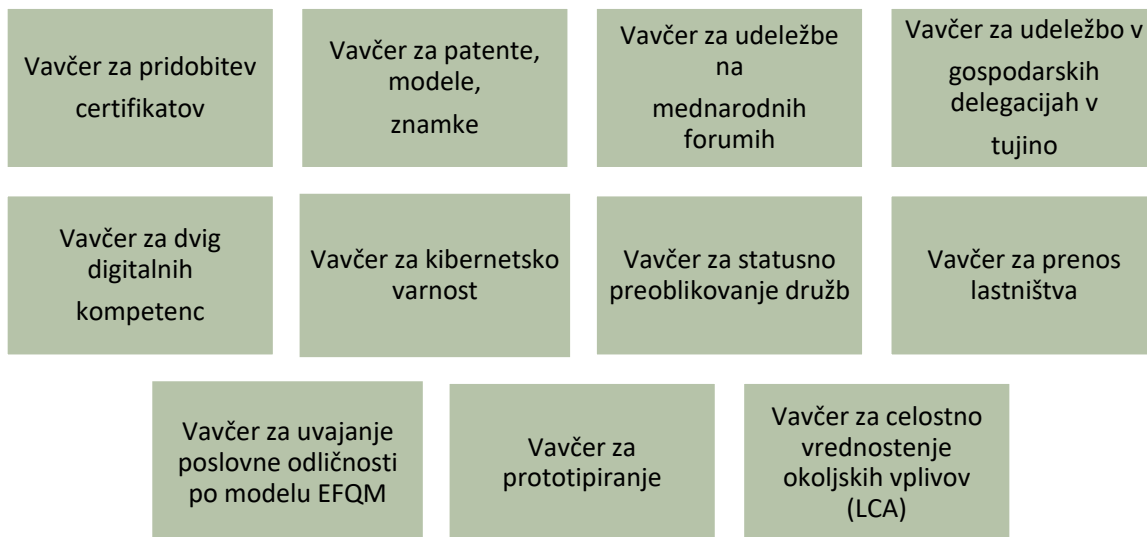 Vavčer za pridobitev
certifikatov
Vavčer za patente,
modele,
znamke
Vavčer za udeležbe
na
mednarodnih
forumih
Vavčer za udeležbo v
gospodarskih
delegacijah v
tujino
Vavčer za dvig
digitalnih
kompetenc
Vavčer za kibernetsko
varnost
Vavčer za statusno
preoblikovanje družb
Vavčer za prenos
lastništva
Vavčer za uvajanje
poslovne odličnosti
po modelu EFQM
Vavčer za
prototipiranje
Vavčer za celostno
vrednostenje
okoljskih vplivov
(LCA)